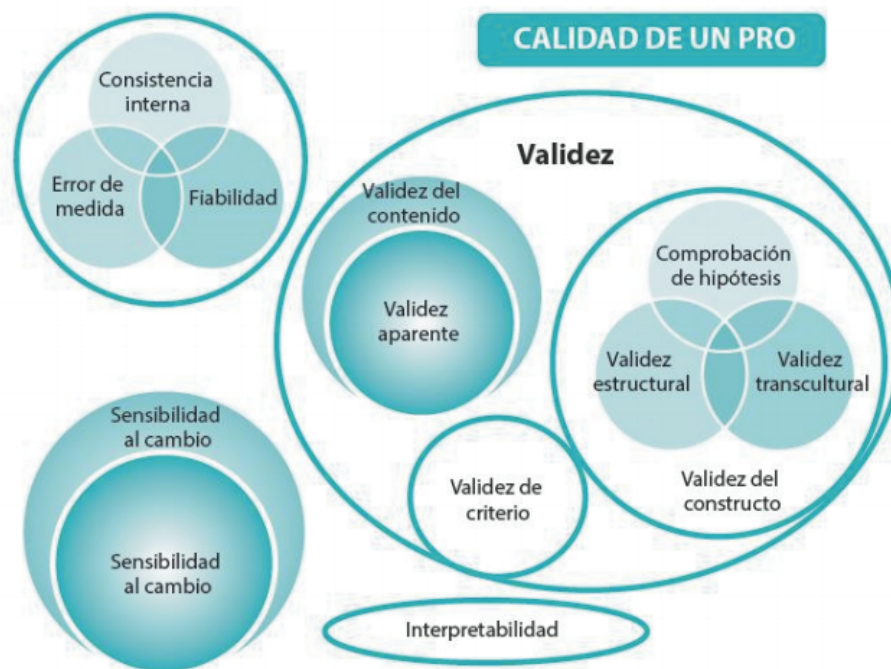 CALIDAD DE UN PRO
Consistencia
interna
Error de
medida
Fiabilidad
Validez
Validez del
contenido
Validez
aparente
Comprobación
de hipótesis
Validez
estructural
Validez
transcultural
Validez del
constructo
Validez de
criterio
Sensibilidad
al cambio
Sensibilidad
al cambio
Interpretabilidad